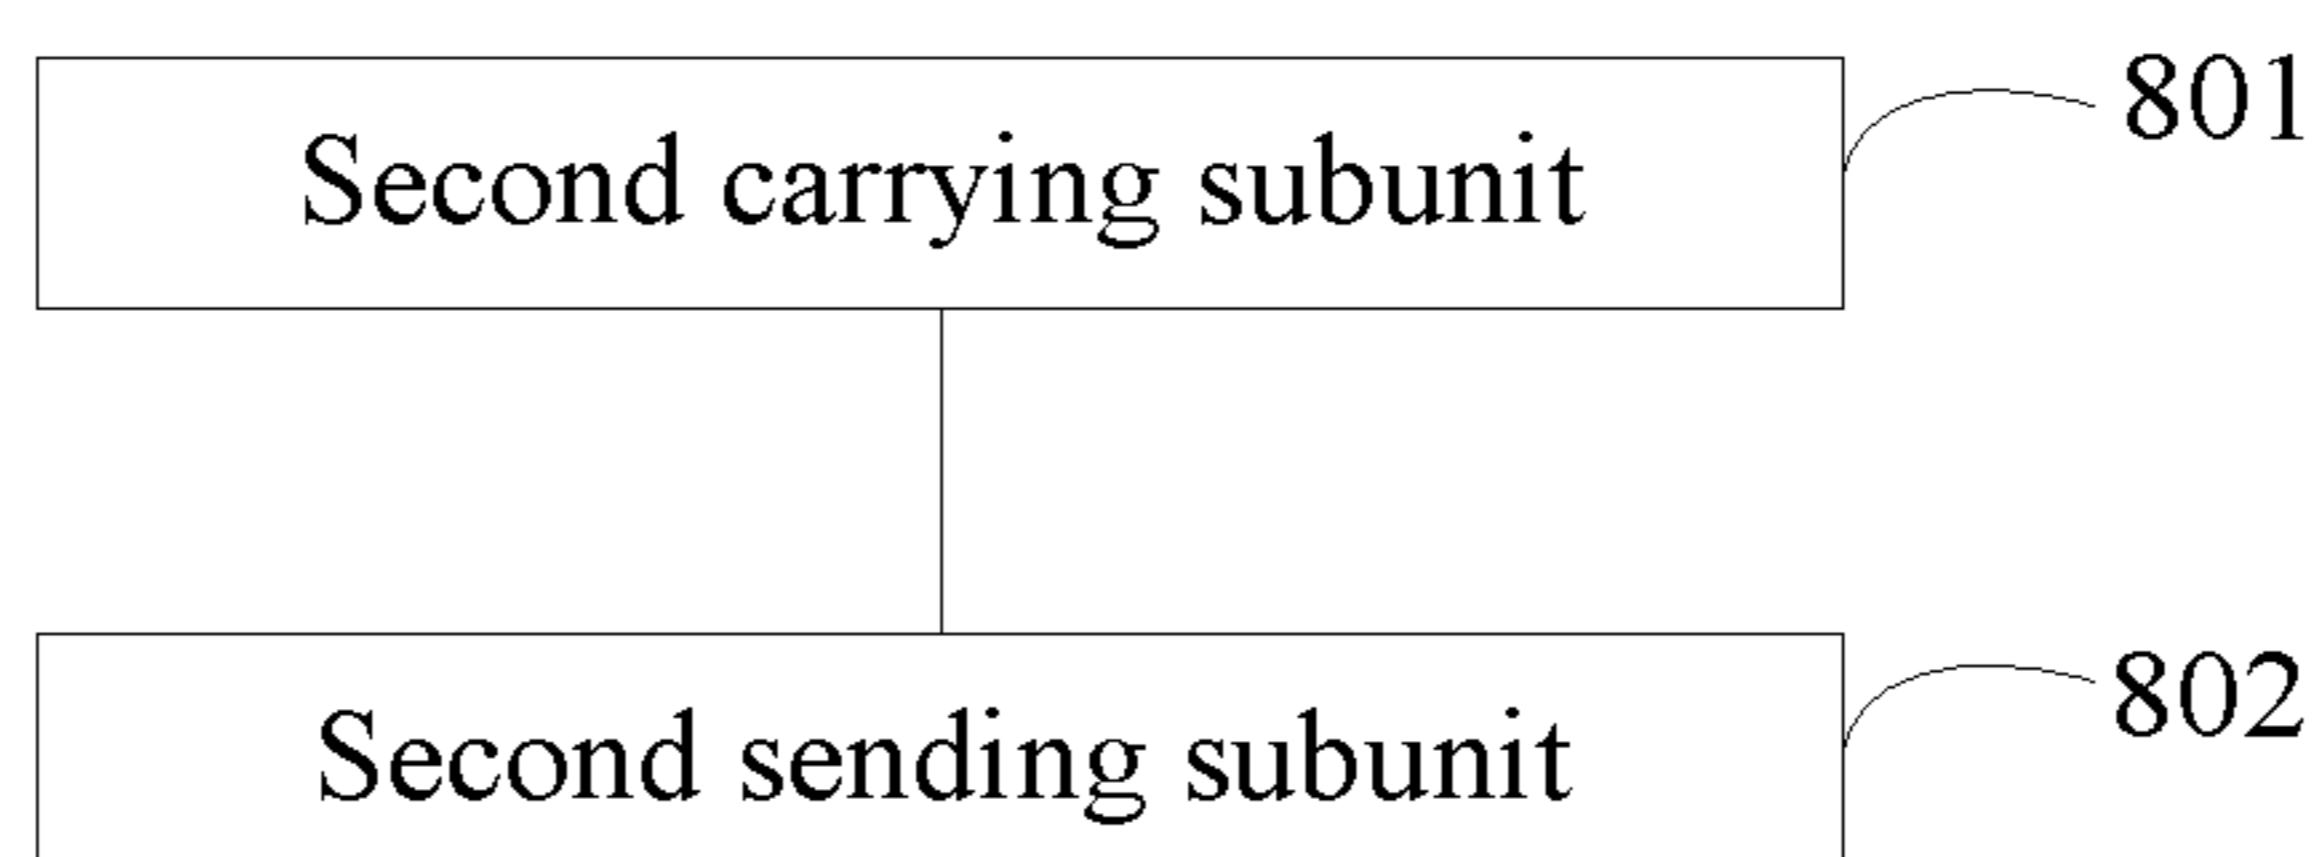 801
Second carrying subunit
802
Second sending subunit